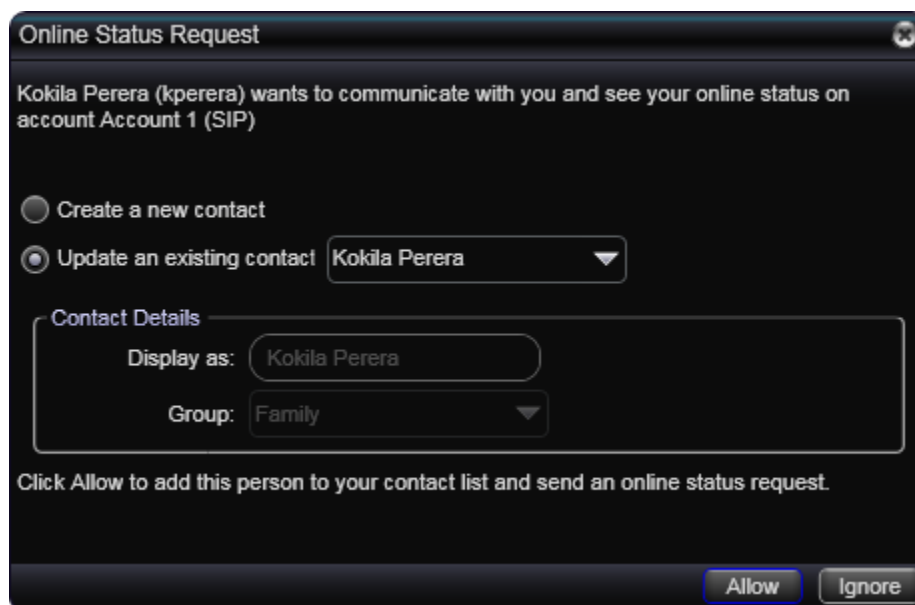 Online Status Request
Kokila Perera (kperera) wants to communicate with you and see your online status on
account Account 1 (SIP)
Create a new contact
Update an existing contact Kokila Perera
Contact Details
Display as: Kokila Perera
Group: Family
Click Allow to add this person to your contact list and send an online status request.
Allow Ignore